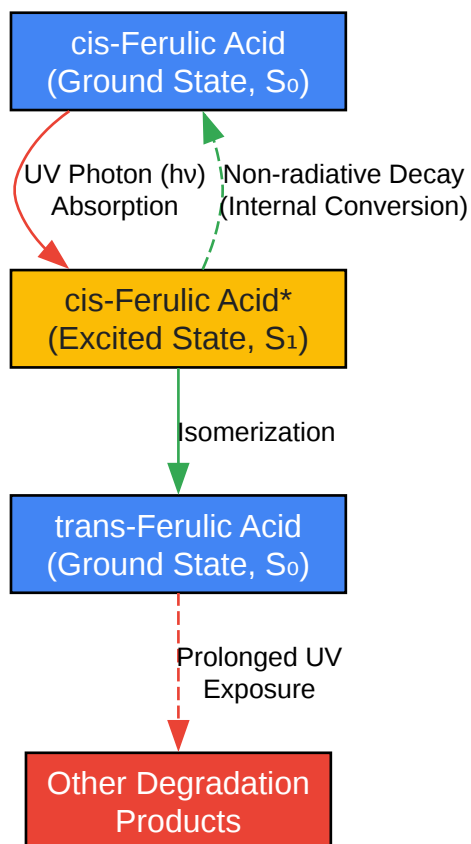 cis-Ferulic Acid
(Ground State, S₀)
UV Photon (hν)
Absorption
Non-radiative Decay
(Internal Conversion)
cis-Ferulic Acid*
(Excited State, S₁)
Isomerization
trans-Ferulic Acid
(Ground State, S₀)
Prolonged UV
Exposure
Other Degradation
Products